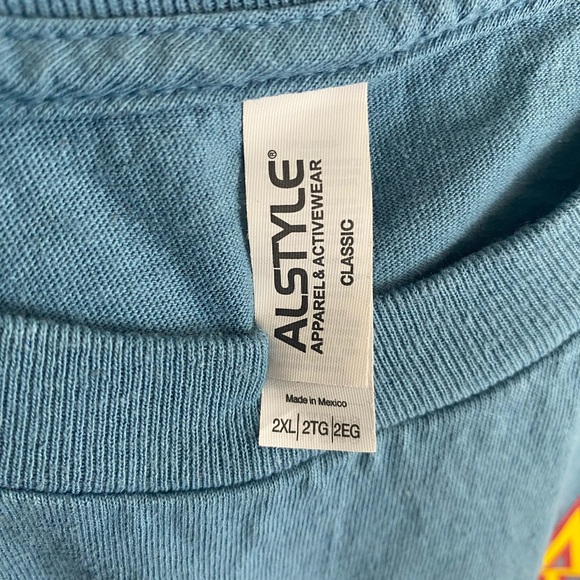 ALSTYLE®
APPAREL & ACTIVEWEAR
CLASSIC
Made in Mexico
2XL|2TG|2EG